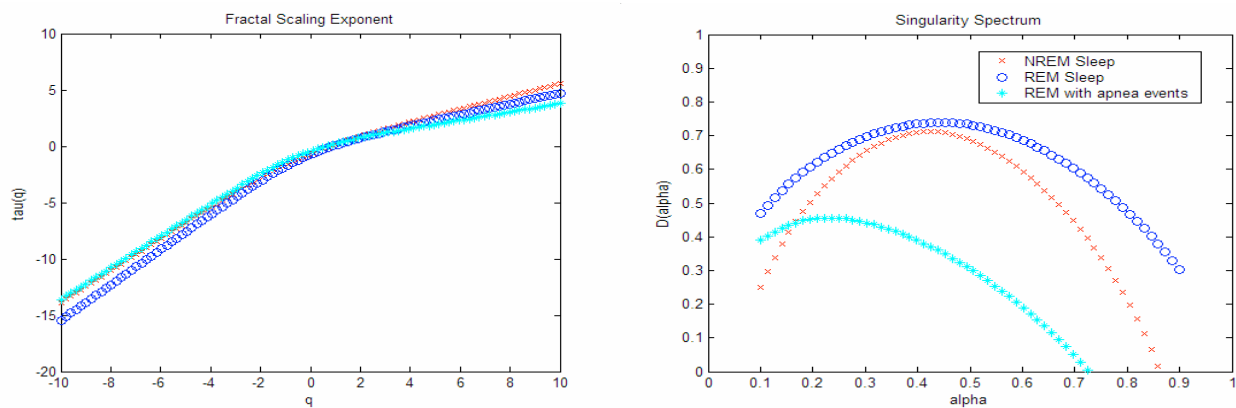 Fractal Scaling Exponent
10
5
0
-5
-10
-15
-20
tau(q)
-10 -8 -6 -4 -2 0 2 4 6 8 10
q
Singularity Spectrum
1
0.9
0.8
0.7
0.6
0.5
0.4
0.3
0.2
0.1
0
D(alpha)
NREM Sleep
REM Sleep
REM with apnea events
0 0.1 0.2 0.3 0.4 0.5 0.6 0.7 0.8 0.9 1
alpha